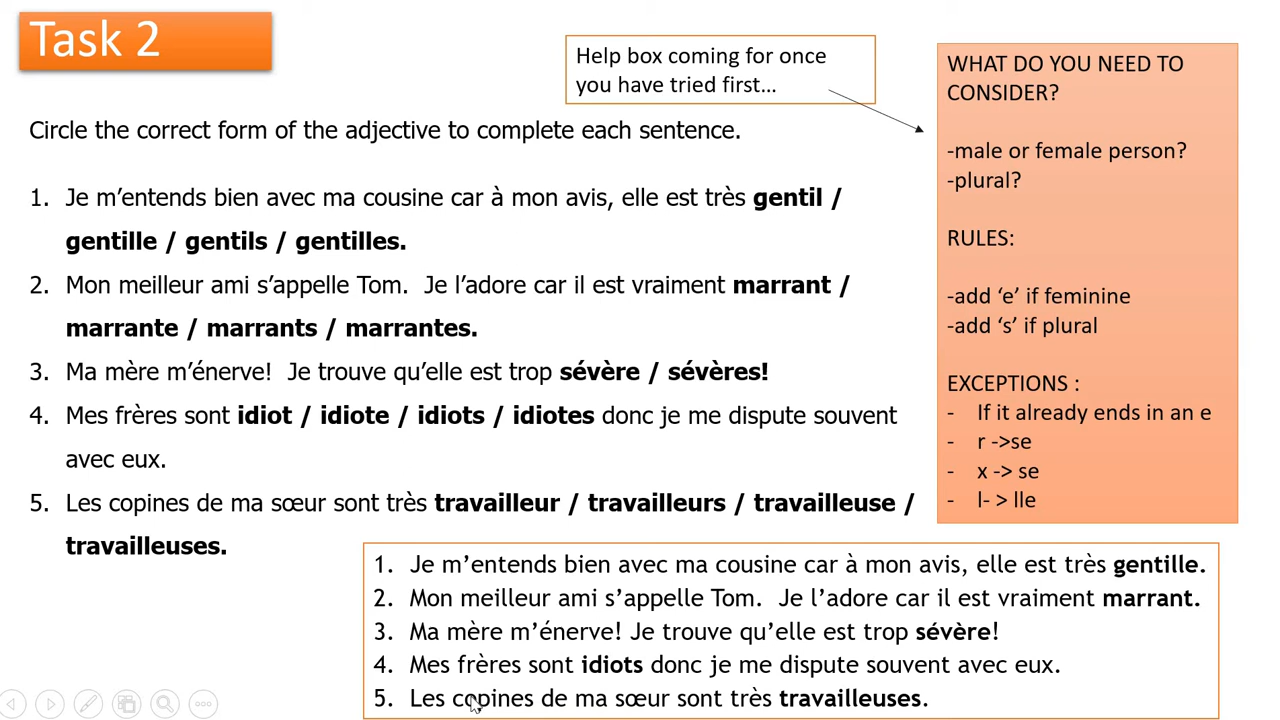 Task 2
Help box coming for once
you have tried first...
Circle the correct form of the adjective to complete each sentence.
1. Je m’entends bien avec ma cousine car à mon avis, elle est très gentil /
gentille / gentils / gentilles.
2. Mon meilleur ami s’appelle Tom. Je l’adore car il est vraiment marrant /
marrante / marrants / marrantes.
3. Ma mère m’énerve! Je trouve qu’elle est trop sévère / sévères!
4. Mes frères sont idiot / idiote / idiots / idiotes donc je me dispute souvent
avec eux.
5. Les copines de ma sœur sont très travailleur / travailleurs / travailleuse /
travailleuses.
WHAT DO YOU NEED TO
CONSIDER?
-male or female person?
-plural?
RULES:
-add ‘e’ if feminine
-add ‘s’ if plural
EXCEPTIONS :
- If it already ends in an e
- r ->se
- x -> se
- l- > lle
1. Je m’entends bien avec ma cousine car à mon avis, elle est très gentille.
2. Mon meilleur ami s’appelle Tom. Je l’adore car il est vraiment marrant.
3. Ma mère m’énerve! Je trouve qu’elle est trop sévère!
4. Mes frères sont idiots donc je me dispute souvent avec eux.
5. Les copines de ma sœur sont très travailleuses.